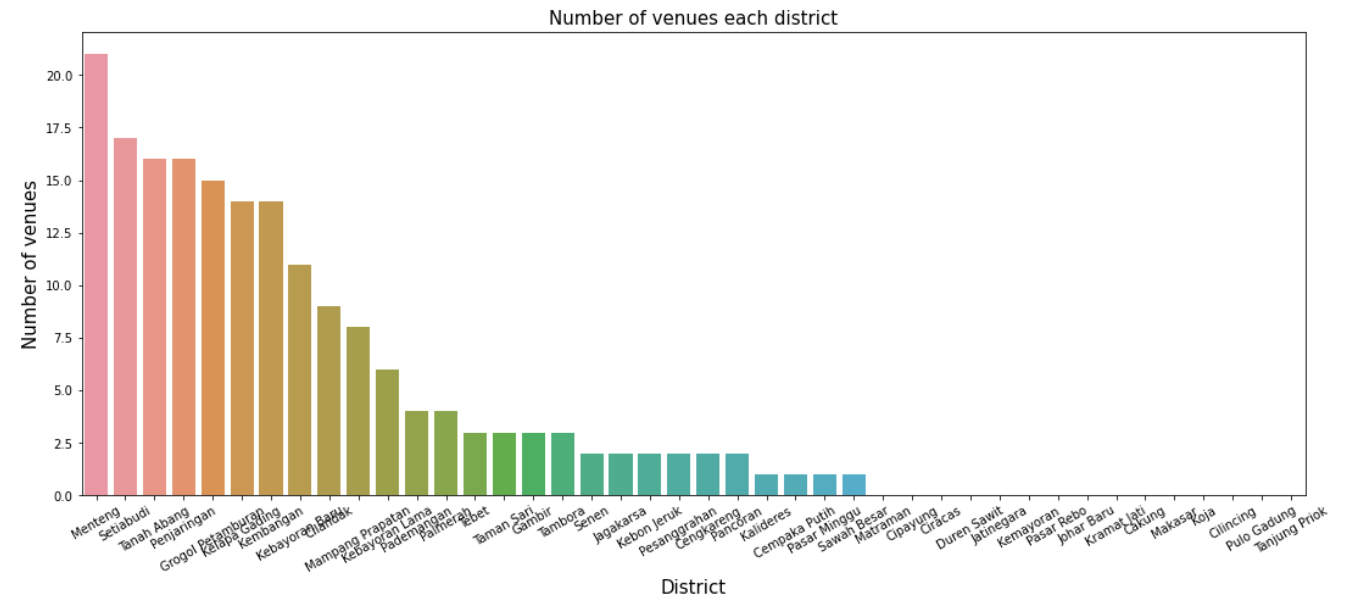 Number of venues each district
Number of venues
20.0
17.5
15.0
12.5
10.0
7.5
5.0
2.5
0.0
Menteng
Setiabudi
Tanah Abang
Penjaringan
Grogol Petamburan
Kelapa Gading
Kembangan
Kebayoran Baru
Cilandak
Mampang Prapatan
Kebayoran Lama
Pademangan
Palmerah
Tebet
Taman Sari
Gambir
Tambora
Senen
Jagakarsa
Kebon Jeruk
Pesanggrahan
Cengkareng
Pancoran
Kalideres
Cempaka Putih
Pasar Minggu
Sawah Besar
Matraman
Cipayung
Ciracas
Duren Sawit
Jatinegara
Kemayoran
Pasar Rebo
Johar Baru
Kramat Jati
Cakung
Makasar
Koja
Cilincing
Pulo Gadung
Tanjung Priok
District